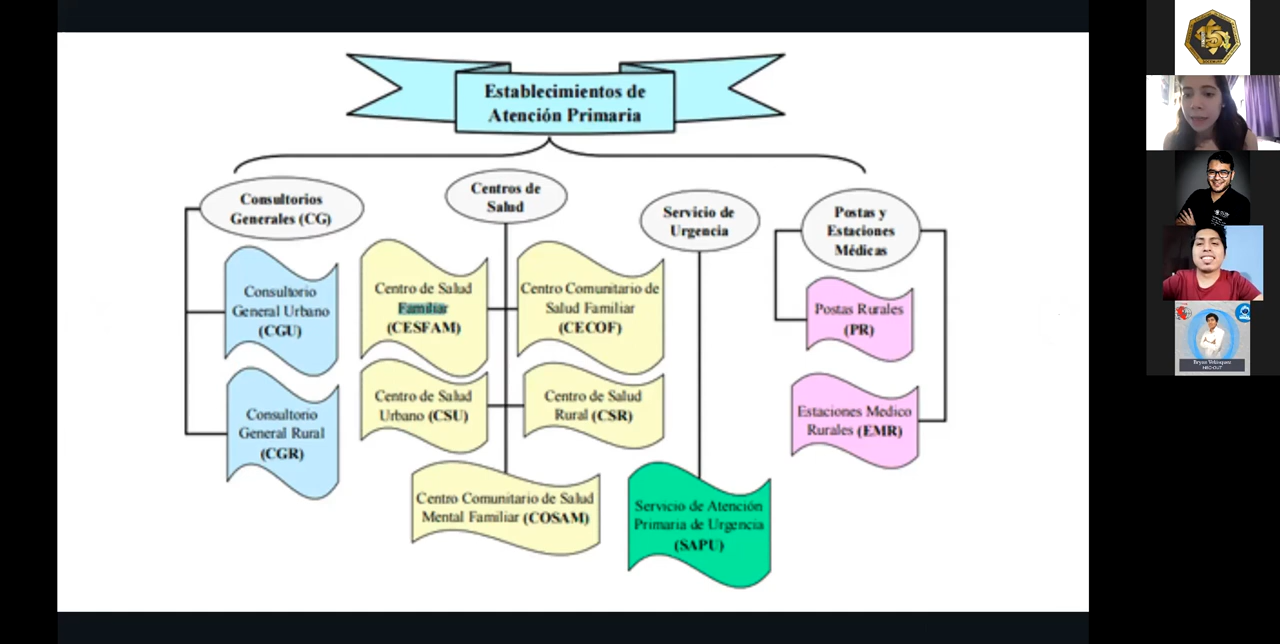 Establecimientos de
Atención Primaria
Consultorios
Generales (CG)
Centros de
Salud
Servicio de
Urgencia
Postas y
Estaciones
Médicas
Consultorio
General Urbano
(CGU)
Consultorio
General Rural
(CGR)
Centro de Salud
Familiar
(CESFAM)
Centro Comunitario de
Salud Familiar
(CECOF)
Centro de Salud
Urbano (CSU)
Centro de Salud
Rural (CSR)
Centro Comunitario de Salud
Mental Familiar (COSAM)
Servicio de Atención
Primaria de Urgencia
(SAPU)
Postas Rurales
(PR)
Estaciones Medico
Rurales (EMR)
15
Bryan Velásquez